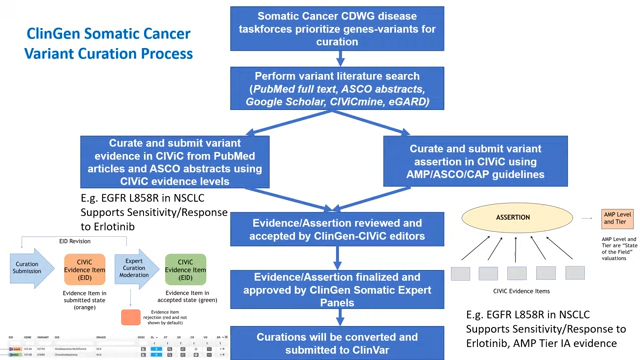 ClinGen Somatic Cancer
Variant Curation Process
Somatic Cancer CDWG disease
taskforces prioritize genes-variants for
curation
Perform variant literature search
(PubMed full text, ASCO abstracts,
Google Scholar, CIViCmine, eGARD)
Curate and submit variant
evidence in CIViC from PubMed
articles and ASCO abstracts using
CIViC evidence levels
Curate and submit variant
assertion in CIViC using
AMP/ASCO/CAP guidelines
E.g. EGFR L858R in NSCLC
Supports Sensitivity/Response
to Erlotinib
Evidence/Assertion reviewed and
accepted by ClinGen-CIViC editors
Evidence/Assertion finalized and
approved by ClinGen Somatic Expert
Panels
Curations will be converted and
submitted to ClinVar
EID Revision
Curation
Submission
CIViC
Evidence Item
(EID)
Expert
Curation
Moderation
CIViC
Evidence Item
(EID)
Evidence Item in
submitted state
(orange)
Evidence Item in
accepted state (green)
Evidence item
rejection (red and not
shown by default)
ASSERTION
AMP Level
and Tier
AMP Level and
Tier are "State
of the Field"
valuations
CIViC Evidence Items
E.g. EGFR L858R in NSCLC
Supports Sensitivity/Response to
Erlotinib, AMP Tier IA evidence